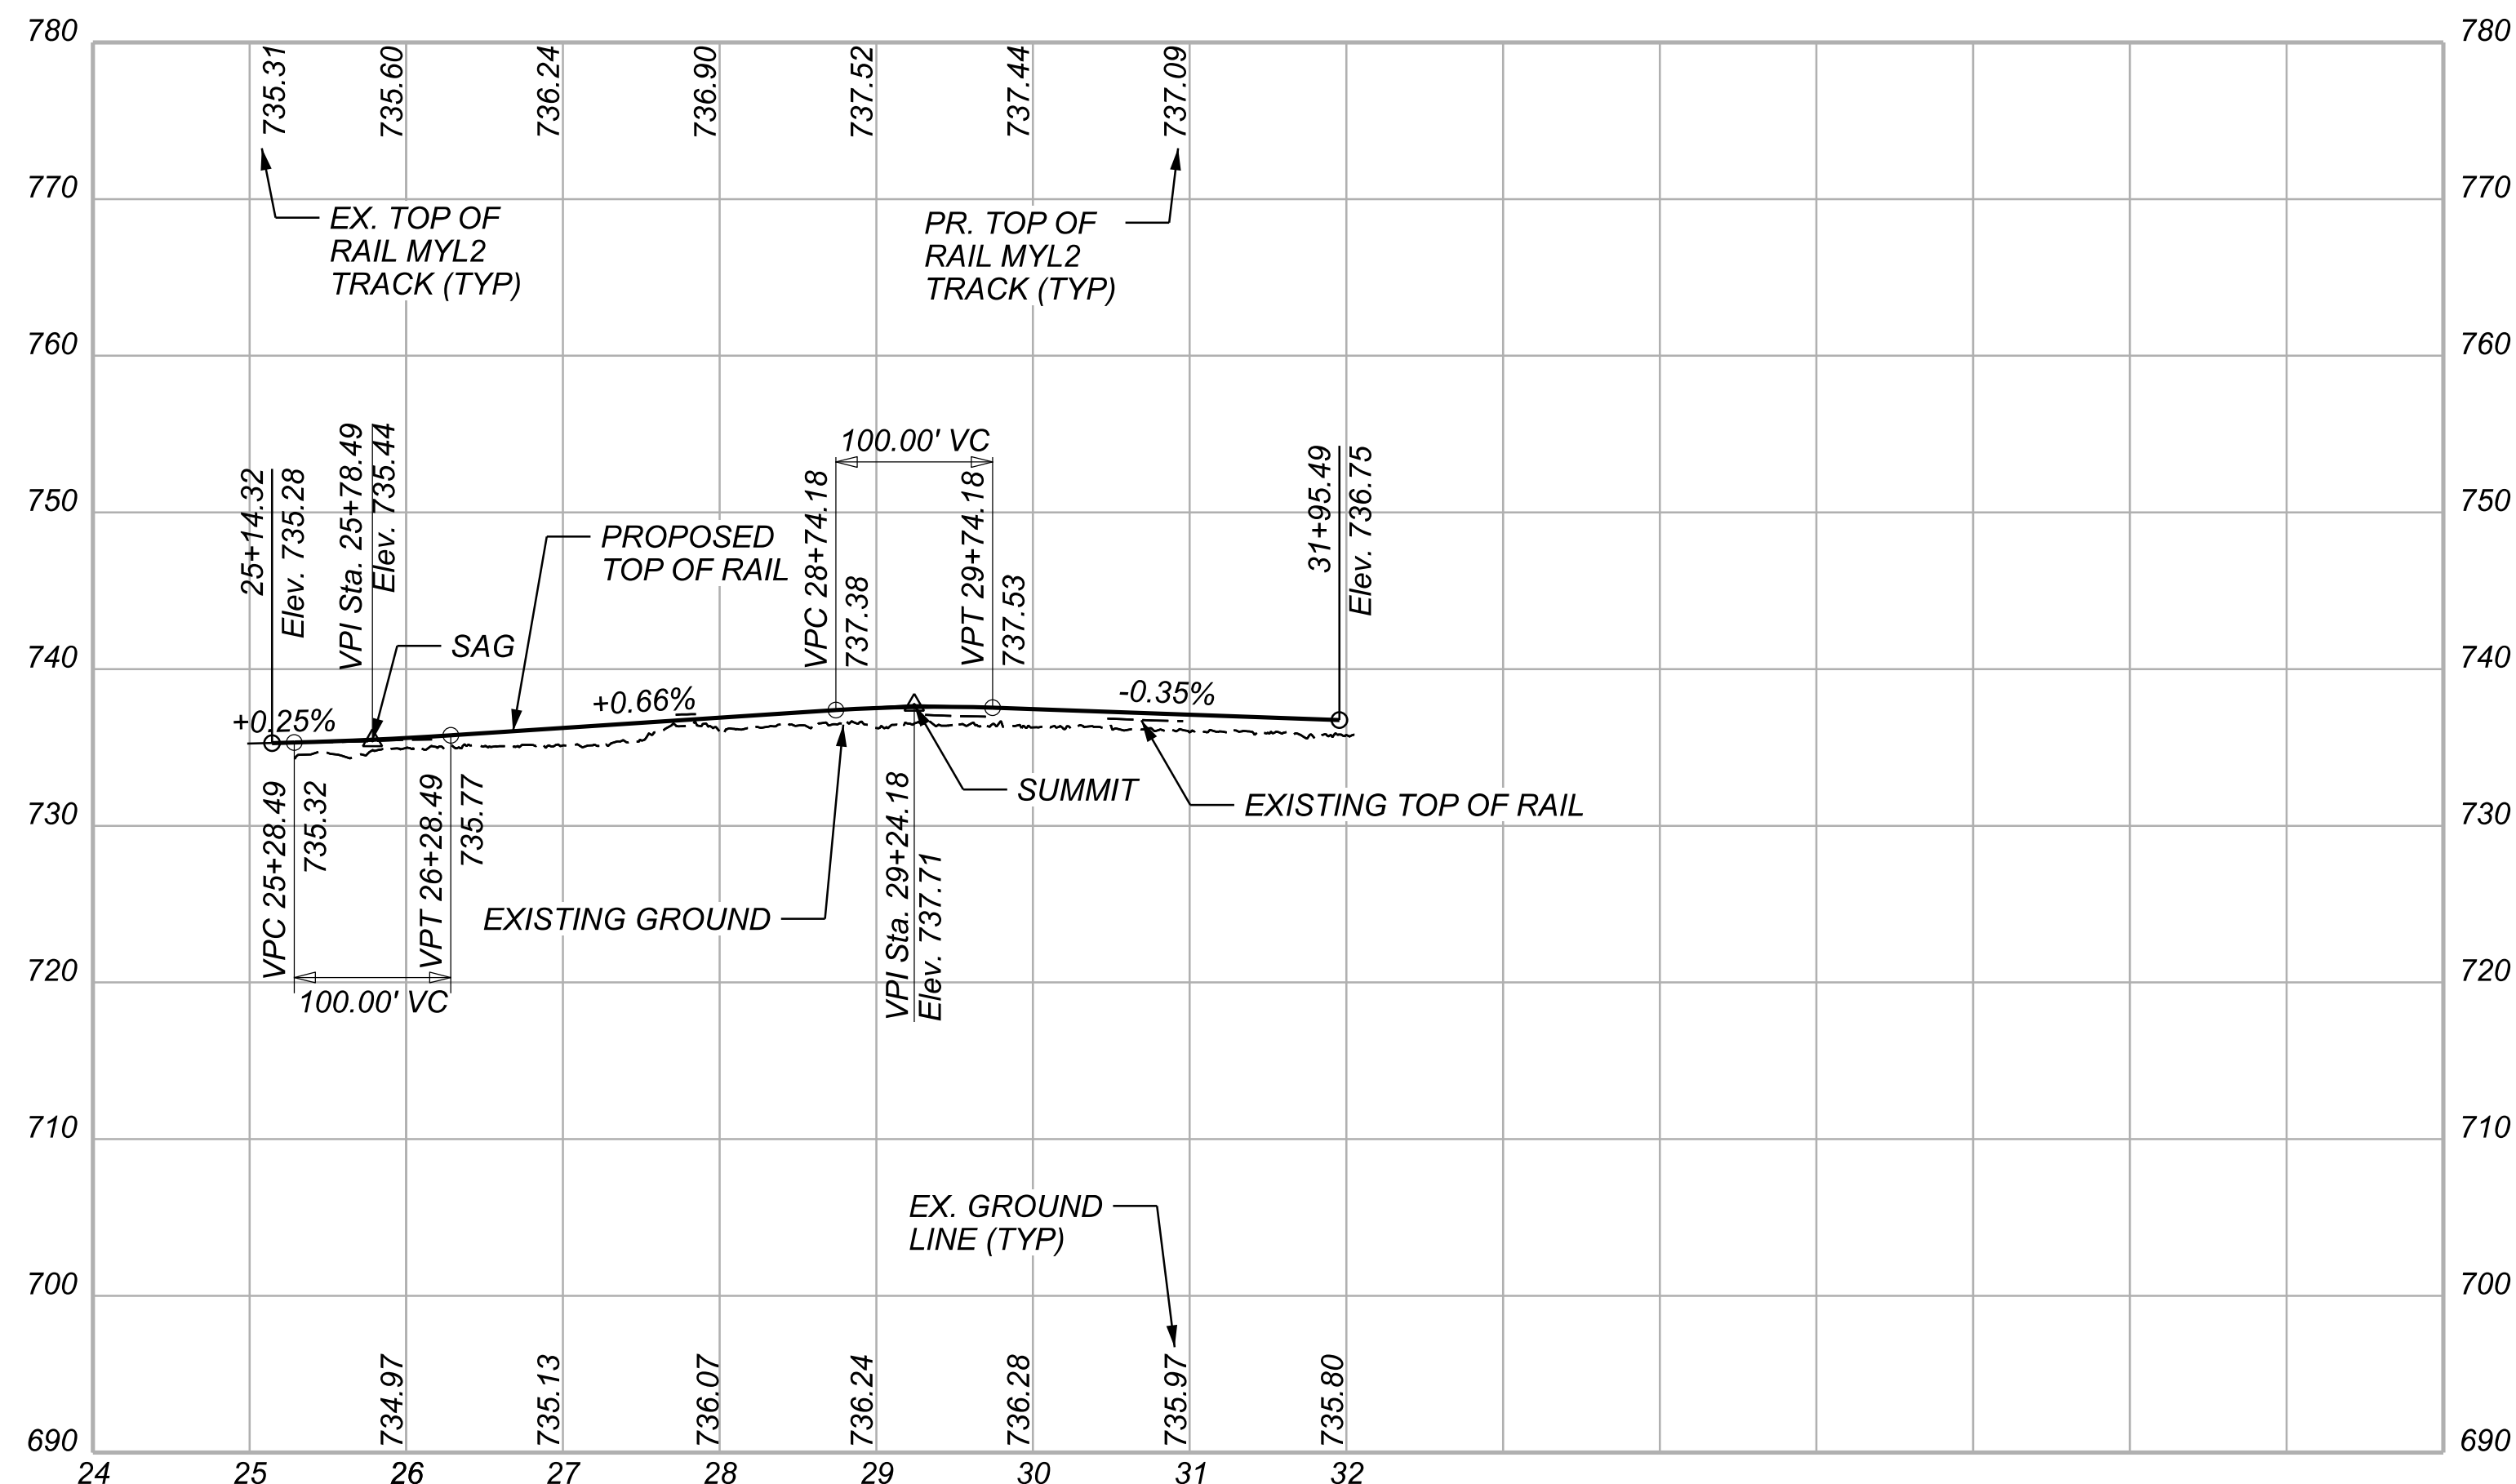 780
780
735.31
735.60
736.24
736.90
737.52
737.44
737.09
770
770
EX. TOP OF
RAIL MYL2
TRACK (TYP)
PR. TOP OF
RAIL MYL2
TRACK (TYP)
760
760
750
750
25+14.32
Elev. 735.28
VPI Sta. 25+78.49
Elev. 735.44
PROPOSED
TOP OF RAIL
100.00' VC
VPC 28+74.18
737.38
VPT 29+74.18
737.53
31+95.49
Elev. 736.75
740
740
SAG
+0.25%
+0.66%
-0.35%
730
730
SUMMIT
EXISTING TOP OF RAIL
VPC 25+28.49
735.32
VPT 26+28.49
735.77
100.00' VC
EXISTING GROUND
VPI Sta. 29+24.18
Elev. 737.71
720
720
710
710
EX. GROUND
LINE (TYP)
700
700
734.97
735.13
736.07
736.24
736.28
735.97
735.80
690
690
24
25
26
27
28
29
30
31
32